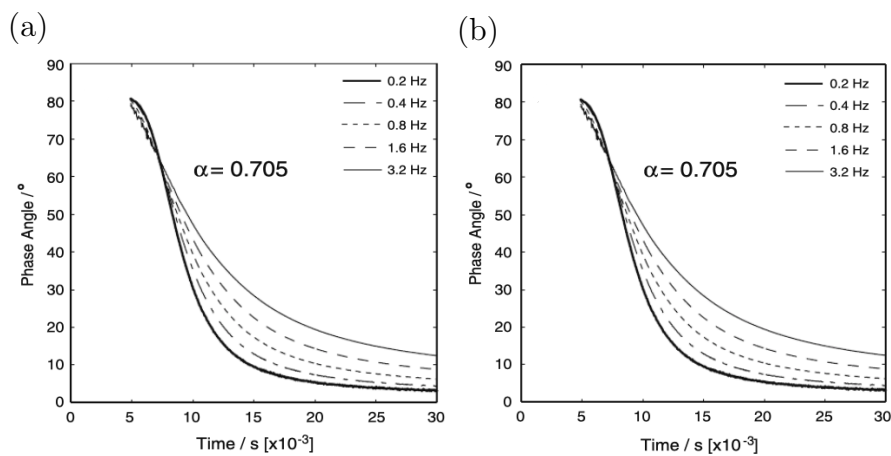 (a)
90
80
70
60
50
40
30
20
10
0
Phase Angle / °
0.2 Hz
0.4 Hz
0.8 Hz
1.6 Hz
3.2 Hz
α= 0.705
0 5 10 15 20 25 30
Time / s [x10-3]
(b)
90
80
70
60
50
40
30
20
10
0
Phase Angle / °
0.2 Hz
0.4 Hz
0.8 Hz
1.6 Hz
3.2 Hz
α= 0.705
0 5 10 15 20 25 30
Time / s [x10-3]